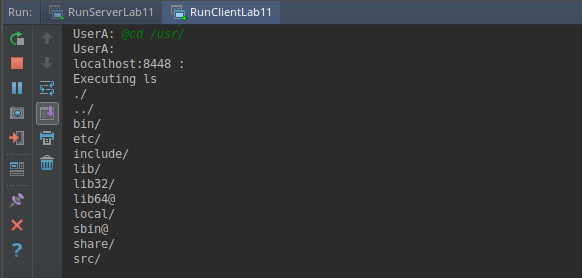 Run: RunServerLab11 RunClientLab11
UserA: @cd /usr/
UserA:
localhost:8448 :
Executing ls
./
../
bin/
etc/
include/
lib/
lib32/
lib64@
local/
sbin@
share/
src/